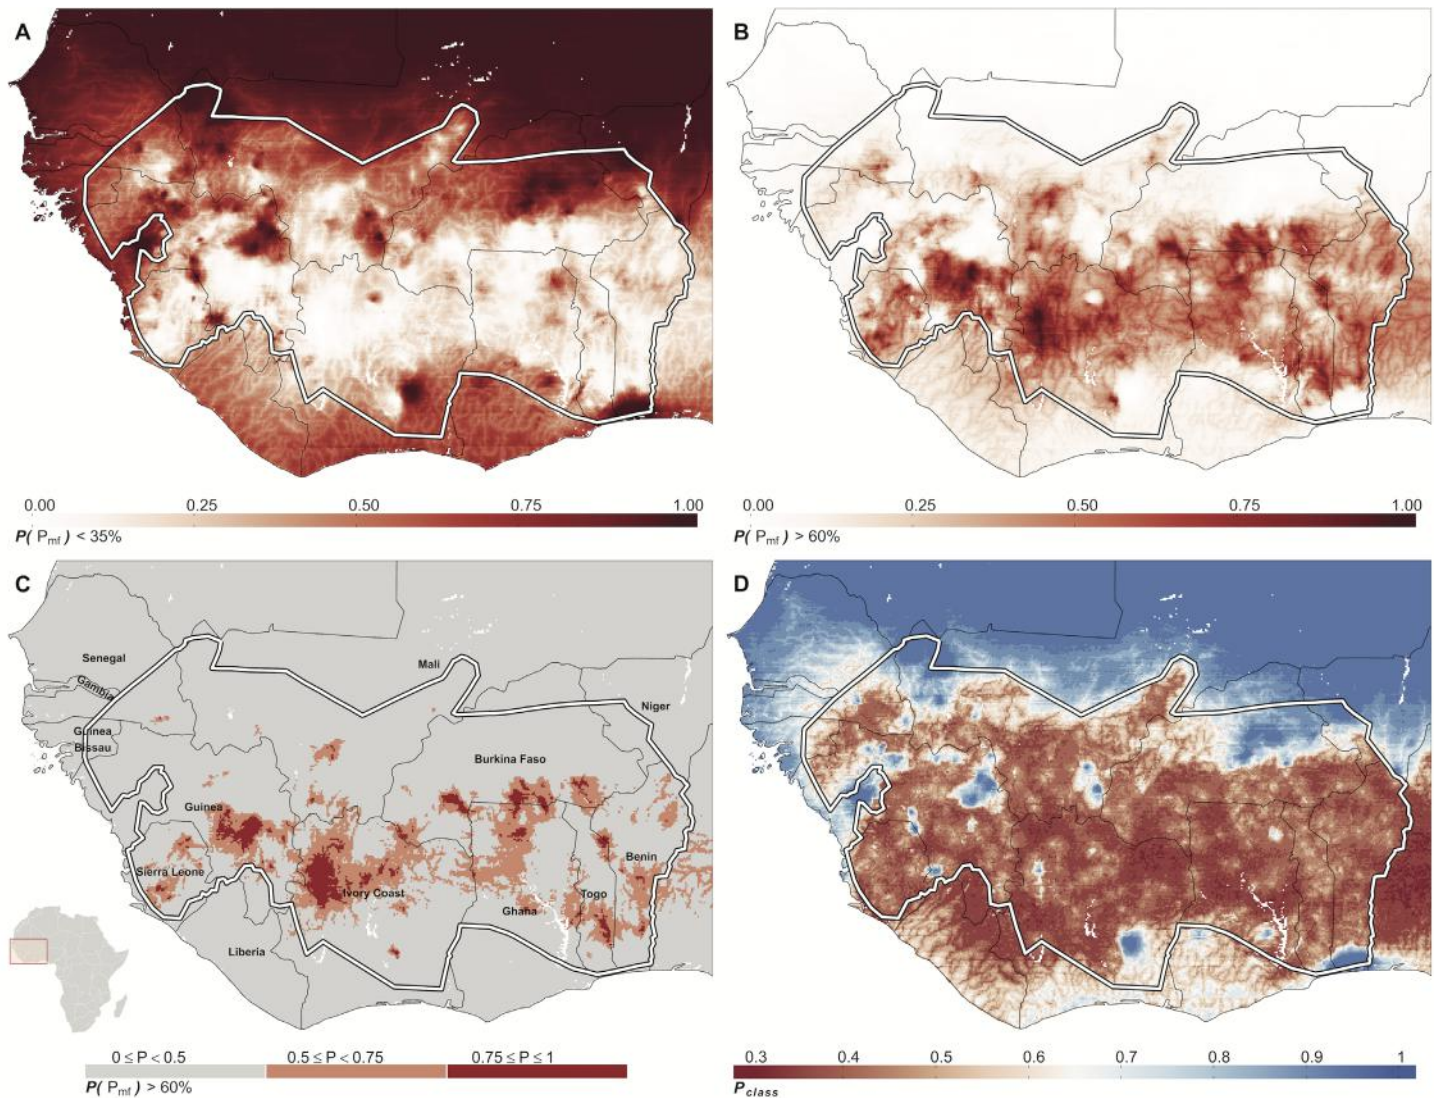 A
B
0.00 0.25 0.50 0.75 1.00
P( Pmf ) < 35%
0.00 0.25 0.50 0.75 1.00
P( Pmf ) > 60%
C
D
Senegal
Mali
Gambia
Niger
Guinea
Bissau
Burkina Faso
Guinea
Benin
Sierra Leone
Ivory Coast
Togo
Ghana
Liberia
0 ≤ P < 0.5 0.5 ≤ P < 0.75 0.75 ≤ P ≤ 1
P( Pmf ) > 60%
0.3 0.4 0.5 0.6 0.7 0.8 0.9 1
Pclass